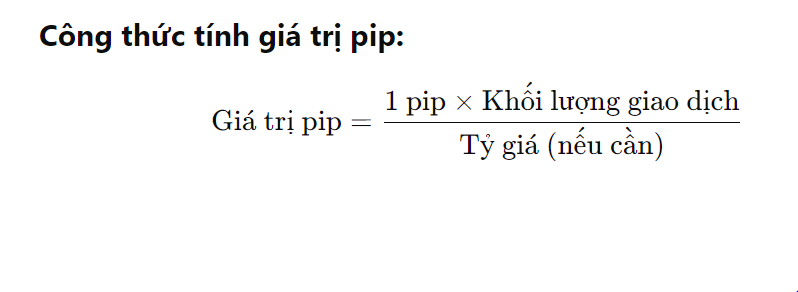 Công thức tính giá trị pip:
Giá trị pip = 1 pip × Khối lượng giao dịch
Tỷ giá (nếu cần)